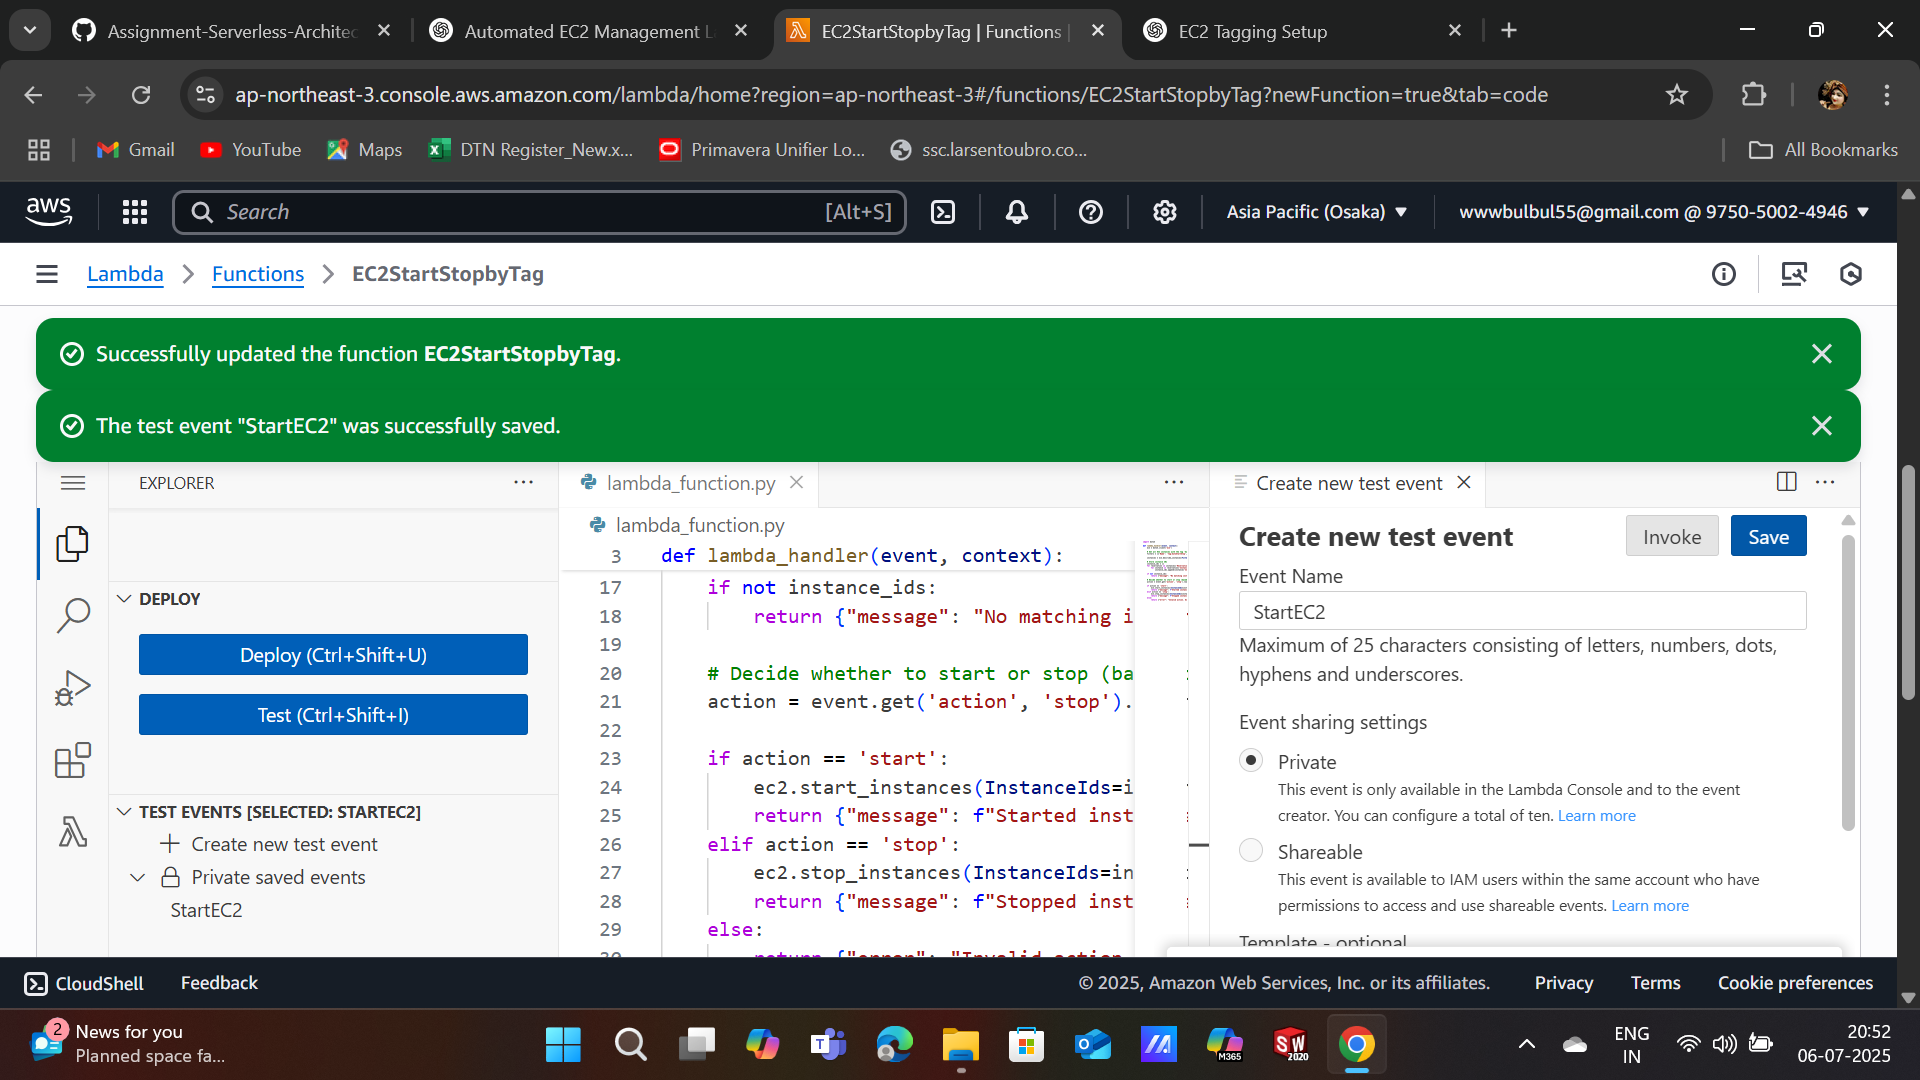 Assignment-Serverless-Architec
Automated EC2 Management L
EC2StartStopbyTag | Functions |
EC2 Tagging Setup
ap-northeast-3.console.aws.amazon.com/lambda/home?region=ap-northeast-3#/functions/EC2StartStopbyTag?newFunction=true&tab=code
Gmail
YouTube
Maps
DTN Register_New.x...
Primavera Unifier Lo...
ssc.larsentoubro.co...
All Bookmarks
aws
Search
[Alt+S]
Asia Pacific (Osaka)
wwwbulbul55@gmail.com @ 9750-5002-4946
Lambda
Functions
EC2StartStopbyTag
Successfully updated the function EC2StartStopbyTag.
The test event "StartEC2" was successfully saved.
EXPLORER
DEPLOY
Deploy (Ctrl+Shift+U)
Test (Ctrl+Shift+I)
TEST EVENTS [SELECTED: STARTEC2]
Create new test event
Private saved events
StartEC2
lambda_function.py
lambda_function.py
3 def lambda_handler(event, context):
17 if not instance_ids:
18 return {"message": "No matching i
19
20 # Decide whether to start or stop (ba
21 action = event.get('action', 'stop').
22
23 if action == 'start':
24 ec2.start_instances(InstanceIds=i
25 return {"message": f"Started inst
26 elif action == 'stop':
27 ec2.stop_instances(InstanceIds=in
28 return {"message": f"Stopped inst
29 else:
30 return {"error": "Invalid action
Create new test event
Create new test event
Invoke
Save
Event Name
StartEC2
Maximum of 25 characters consisting of letters, numbers, dots,
hyphens and underscores.
Event sharing settings
Private
This event is only available in the Lambda Console and to the event
creator. You can configure a total of ten. Learn more
Shareable
This event is available to IAM users within the same account who have
permissions to access and use shareable events. Learn more
Template - optional
CloudShell
Feedback
© 2025, Amazon Web Services, Inc. or its affiliates.
Privacy
Terms
Cookie preferences
2
News for you
Planned space fa...
M365
SW
2020
ENG
IN
20:52
06-07-2025